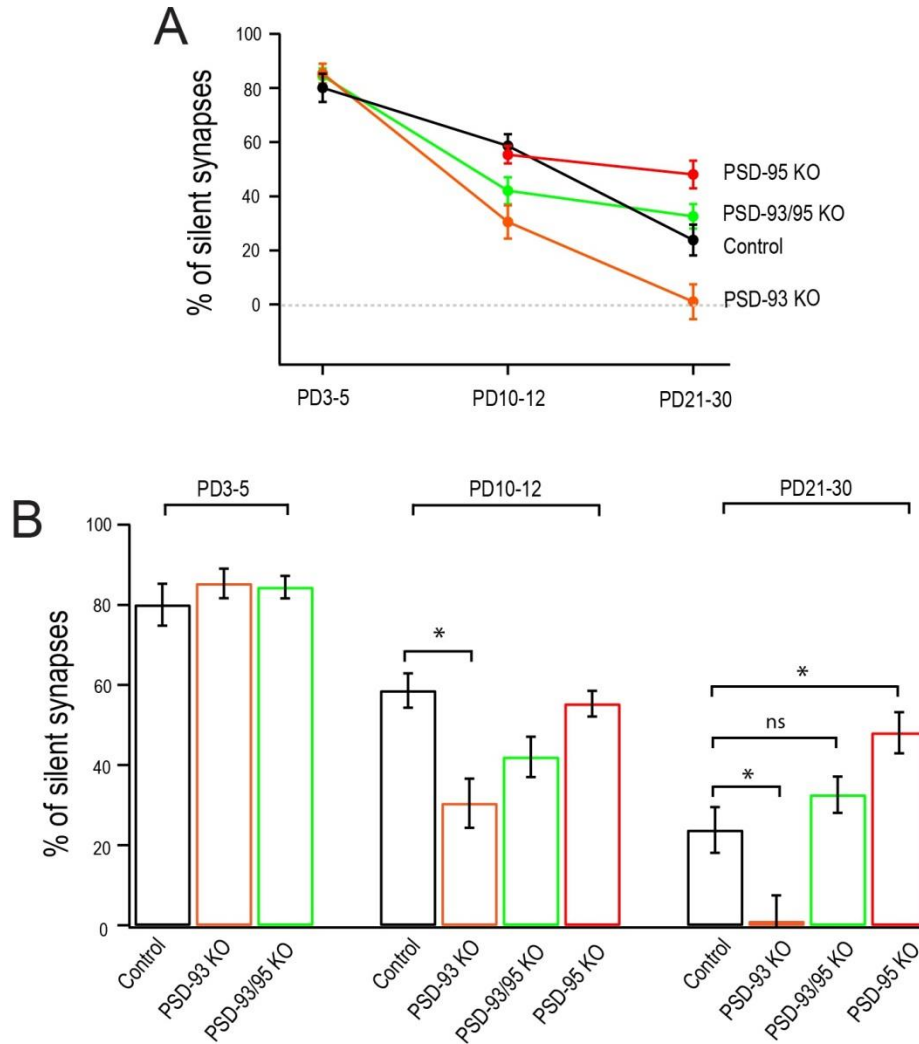 A
% of silent synapses
100
80
60
40
20
0
PSD-95 KO
PSD-93/95 KO
Control
PSD-93 KO
PD3-5
PD10-12
PD21-30
B
PD3-5
PD10-12
PD21-30
% of silent synapses
100
80
60
40
20
0
*
*
ns
*
Control
PSD-93 KO
PSD-93/95 KO
Control
PSD-93 KO
PSD-93/95 KO
PSD-95 KO
Control
PSD-93 KO
PSD-93/95 KO
PSD-95 KO